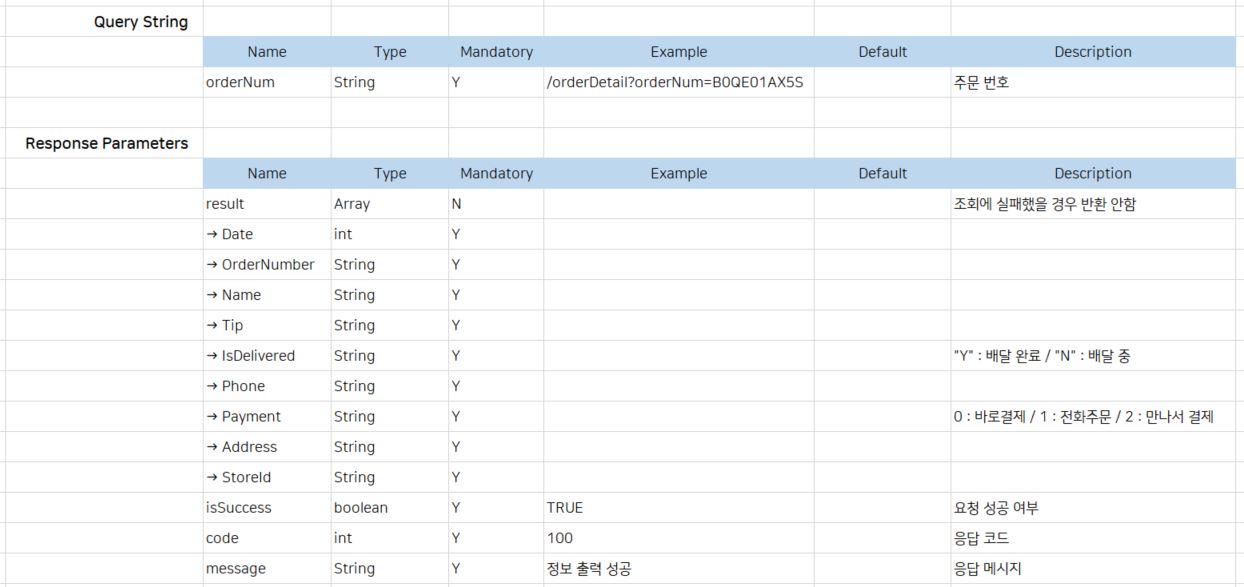 Query String
Name Type Mandatory Example Default Description
orderNum String Y /orderDetail?orderNum=B0QE01AX5S 주문 번호
Response Parameters
Name Type Mandatory Example Default Description
result Array N 조회에 실패했을 경우 반환 안함
→ Date int Y
→ OrderNumber String Y
→ Name String Y
→ Tip String Y
→ IsDelivered String Y "Y" : 배달 완료 / "N" : 배달 중
→ Phone String Y
→ Payment String Y 0 : 바로결제 / 1 : 전화주문 / 2 : 만나서 결제
→ Address String Y
→ StoreId String Y
isSuccess boolean Y TRUE 요청 성공 여부
code int Y 100 응답 코드
message String Y 정보 출력 성공 응답 메시지